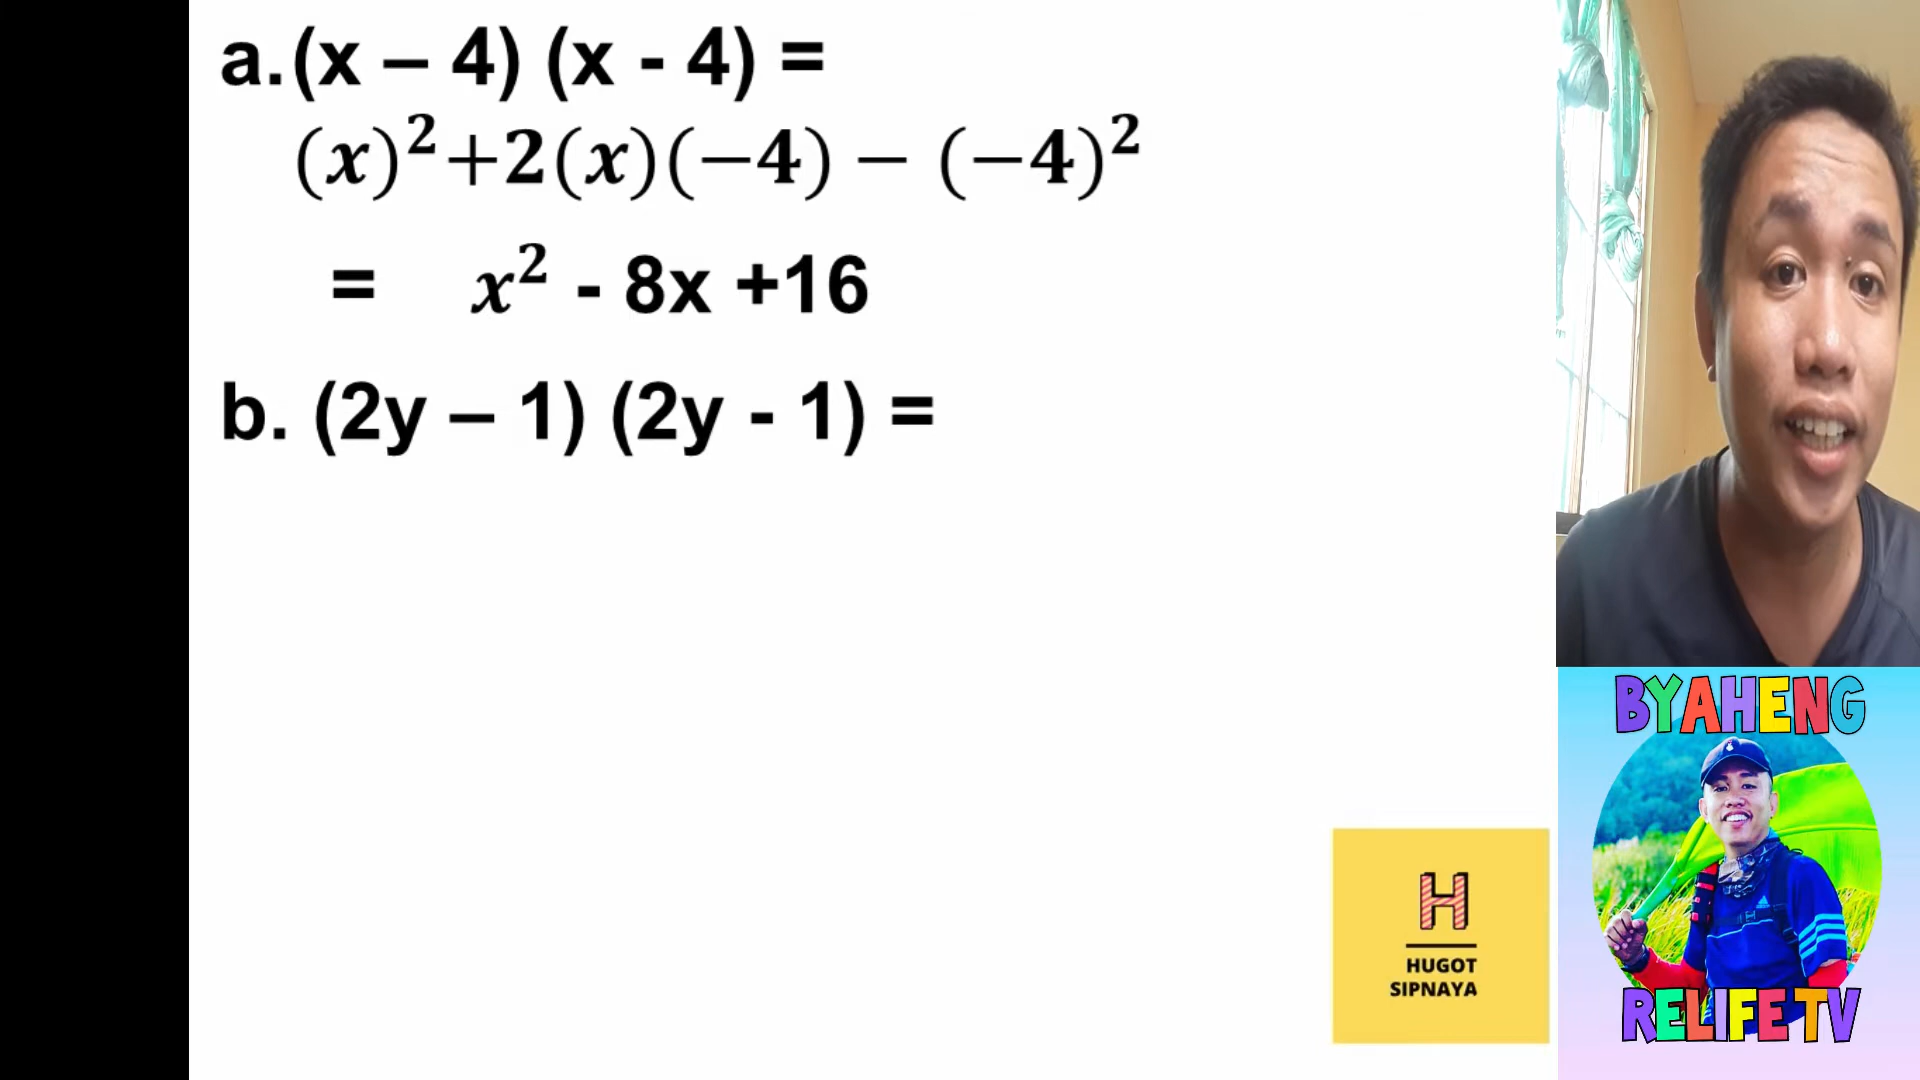 a.(x – 4) (x - 4) =
(x)²+2(x)(−4) − (−4)²
= x² - 8x +16
b. (2y – 1) (2y - 1) =
H
HUGOT
SIPNAYA
BYAHENG
RELIFE TV